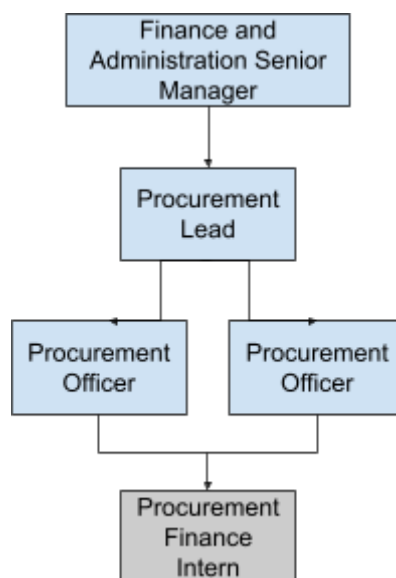 Finance and
Administration Senior
Manager
Procurement
Lead
Procurement
Officer
Procurement
Officer
Procurement
Finance
Intern